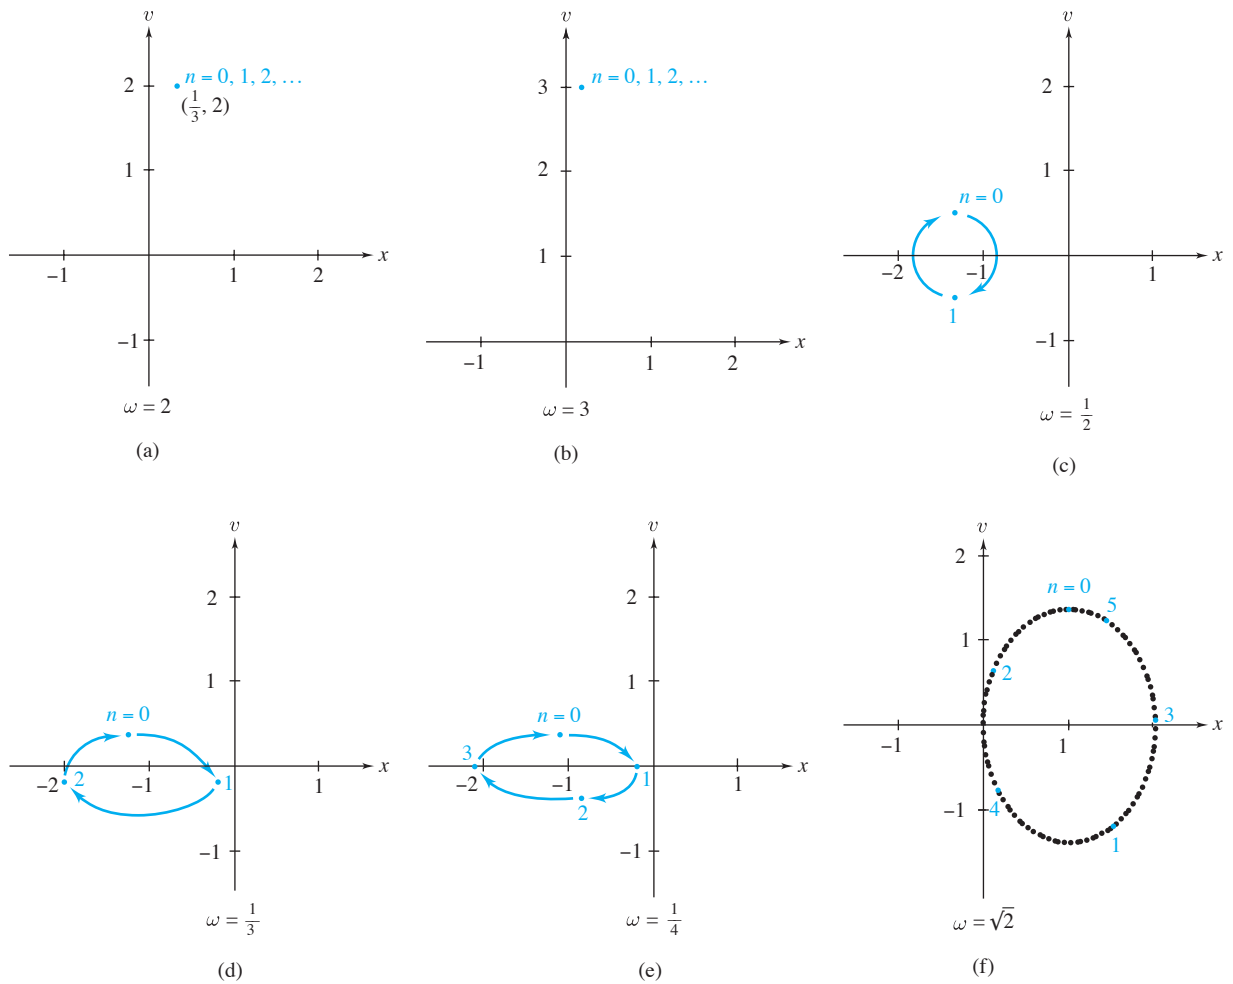 v
n = 0, 1, 2, …
2
(1/3, 2)
1
x
−1
1
2
−1
ω = 2
(a)
v
n = 0, 1, 2, …
3
2
1
x
−1
1
2
ω = 3
(b)
v
2
1
n = 0
x
−2
−1
1
1
−1
ω = 1/2
(c)
v
2
1
n = 0
x
−2
2
−1
1
1
−1
ω = 1/3
(d)
v
2
1
n = 0
3
x
−2
−1
1
1
2
−1
ω = 1/4
(e)
v
2
n = 0
5
1
2
3
x
−1
1
4
−1
1
ω = √2
(f)